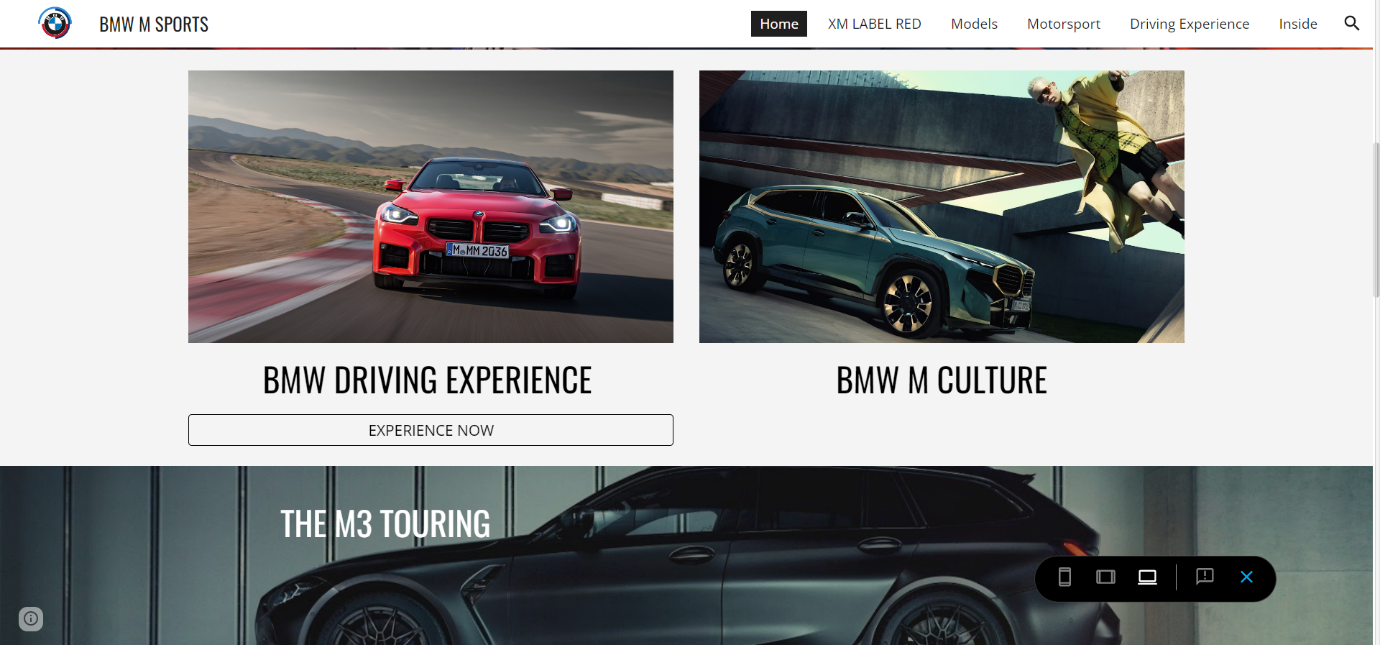 BMW M SPORTS
Home XM LABEL RED Models Motorsport Driving Experience Inside
M MM 2036
BMW DRIVING EXPERIENCE
BMW M CULTURE
EXPERIENCE NOW
THE M3 TOURING